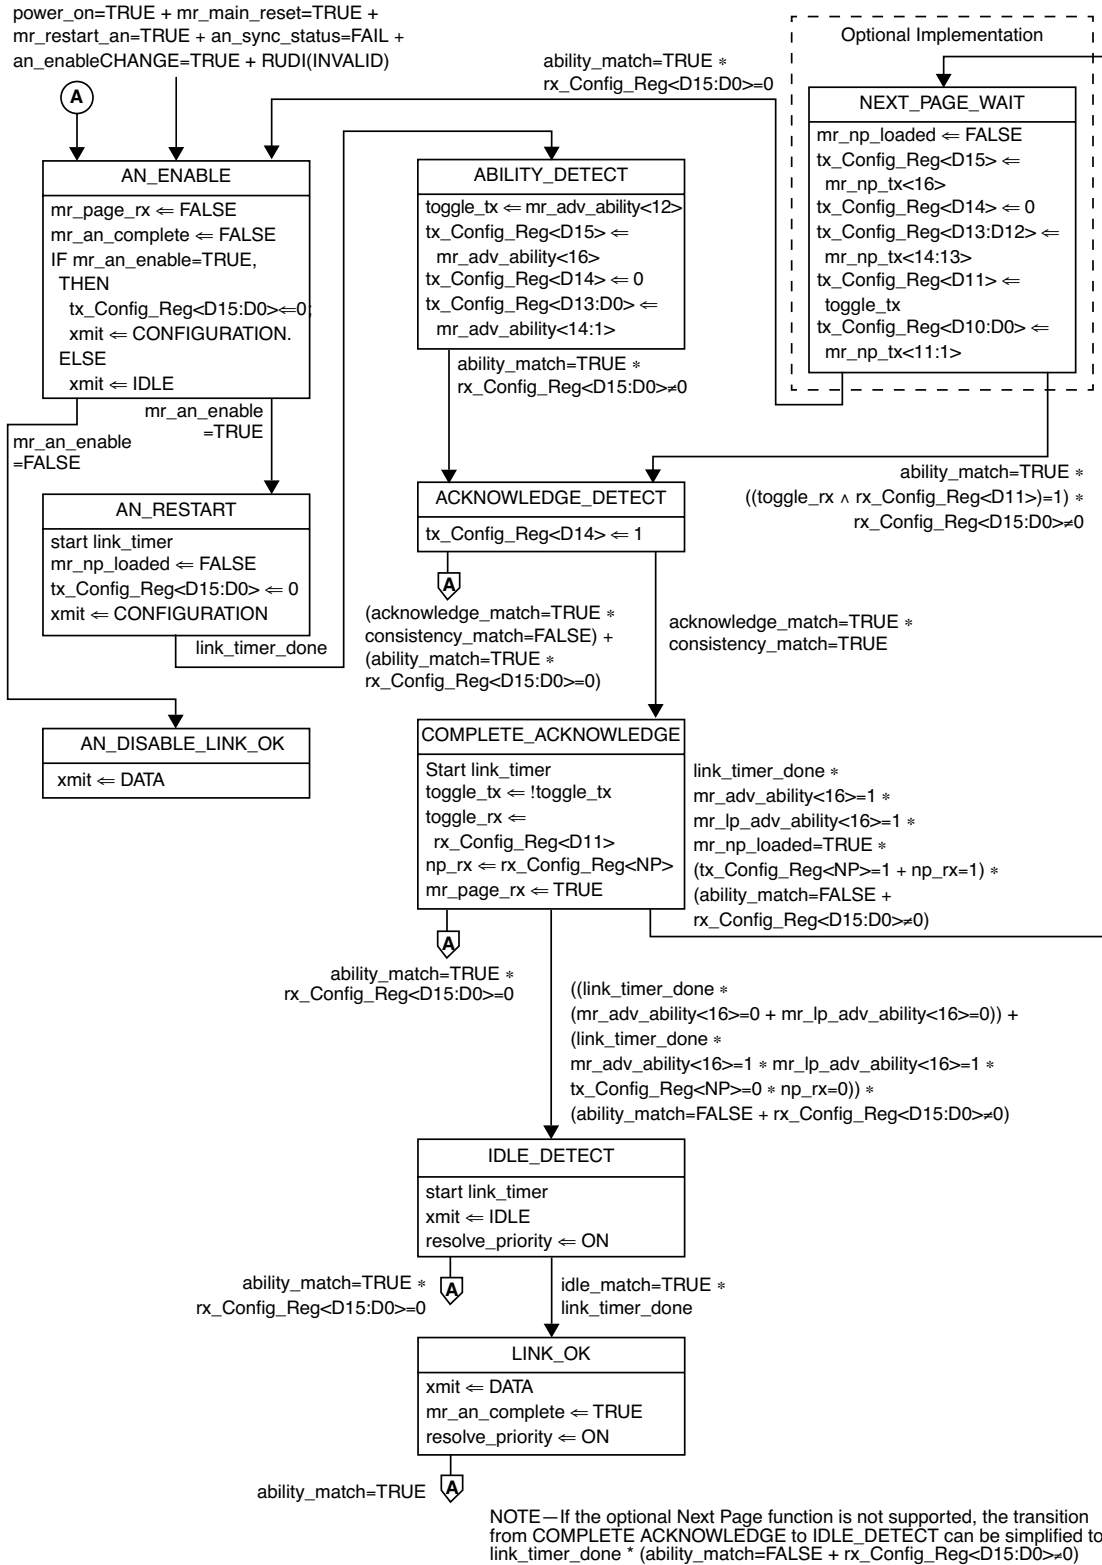 power_on=TRUE + mr_main_reset=TRUE +
mr_restart_an=TRUE + an_sync_status=FAIL +
an_enableCHANGE=TRUE + RUDI(INVALID)
A
AN_ENABLE
mr_page_rx ⇐ FALSE
mr_an_complete ⇐ FALSE
IF mr_an_enable=TRUE,
THEN
tx_Config_Reg<D15:D0>⇐0;
xmit ⇐ CONFIGURATION.
ELSE
xmit ⇐ IDLE
mr_an_enable
=TRUE
mr_an_enable
=FALSE
AN_RESTART
start link_timer
mr_np_loaded ⇐ FALSE
tx_Config_Reg<D15:D0> ⇐ 0
xmit ⇐ CONFIGURATION
link_timer_done
AN_DISABLE_LINK_OK
xmit ⇐ DATA
ability_match=TRUE *
rx_Config_Reg<D15:D0>=0
ABILITY_DETECT
toggle_tx ⇐ mr_adv_ability<12>
tx_Config_Reg<D15> ⇐
mr_adv_ability<16>
tx_Config_Reg<D14> ⇐ 0
tx_Config_Reg<D13:D0> ⇐
mr_adv_ability<14:1>
ability_match=TRUE *
rx_Config_Reg<D15:D0>≠0
Optional Implementation
NEXT_PAGE_WAIT
mr_np_loaded ⇐ FALSE
tx_Config_Reg<D15> ⇐
mr_np_tx<16>
tx_Config_Reg<D14> ⇐ 0
tx_Config_Reg<D13:D12> ⇐
mr_np_tx<14:13>
tx_Config_Reg<D11> ⇐
toggle_tx
tx_Config_Reg<D10:D0> ⇐
mr_np_tx<11:1>
ability_match=TRUE *
((toggle_rx ∧ rx_Config_Reg<D11>)=1) *
rx_Config_Reg<D15:D0>≠0
ACKNOWLEDGE_DETECT
tx_Config_Reg<D14> ⇐ 1
A
(acknowledge_match=TRUE *
consistency_match=FALSE) +
(ability_match=TRUE *
rx_Config_Reg<D15:D0>=0)
acknowledge_match=TRUE *
consistency_match=TRUE
COMPLETE_ACKNOWLEDGE
Start link_timer
toggle_tx ⇐ !toggle_tx
toggle_rx ⇐
rx_Config_Reg<D11>
np_rx ⇐ rx_Config_Reg<NP>
mr_page_rx ⇐ TRUE
link_timer_done *
mr_adv_ability<16>=1 *
mr_lp_adv_ability<16>=1 *
mr_np_loaded=TRUE *
(tx_Config_Reg<NP>=1 + np_rx=1) *
(ability_match=FALSE +
rx_Config_Reg<D15:D0>≠0)
A
ability_match=TRUE *
rx_Config_Reg<D15:D0>=0
((link_timer_done *
(mr_adv_ability<16>=0 + mr_lp_adv_ability<16>=0)) +
(link_timer_done *
mr_adv_ability<16>=1 * mr_lp_adv_ability<16>=1 *
tx_Config_Reg<NP>=0 * np_rx=0)) *
(ability_match=FALSE + rx_Config_Reg<D15:D0>≠0)
IDLE_DETECT
start link_timer
xmit ⇐ IDLE
resolve_priority ⇐ ON
ability_match=TRUE *
rx_Config_Reg<D15:D0>=0
A
idle_match=TRUE *
link_timer_done
LINK_OK
xmit ⇐ DATA
mr_an_complete ⇐ TRUE
resolve_priority ⇐ ON
ability_match=TRUE
A
NOTE—If the optional Next Page function is not supported, the transition
from COMPLETE ACKNOWLEDGE to IDLE_DETECT can be simplified to
link_timer_done * (ability_match=FALSE + rx_Config_Reg<D15:D0>≠0)